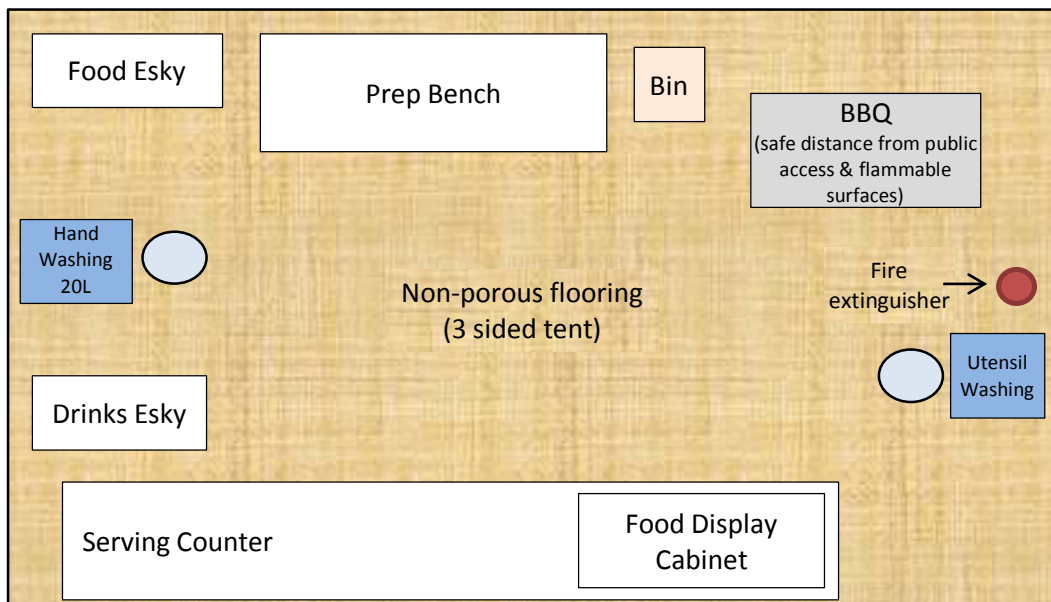 Food Esky
Prep Bench
Bin
BBQ
(safe distance from public
access & flammable
surfaces)
Hand
Washing
20L
Non-porous flooring
(3 sided tent)
Fire
extinguisher
Utensil
Washing
Drinks Esky
Serving Counter
Food Display
Cabinet